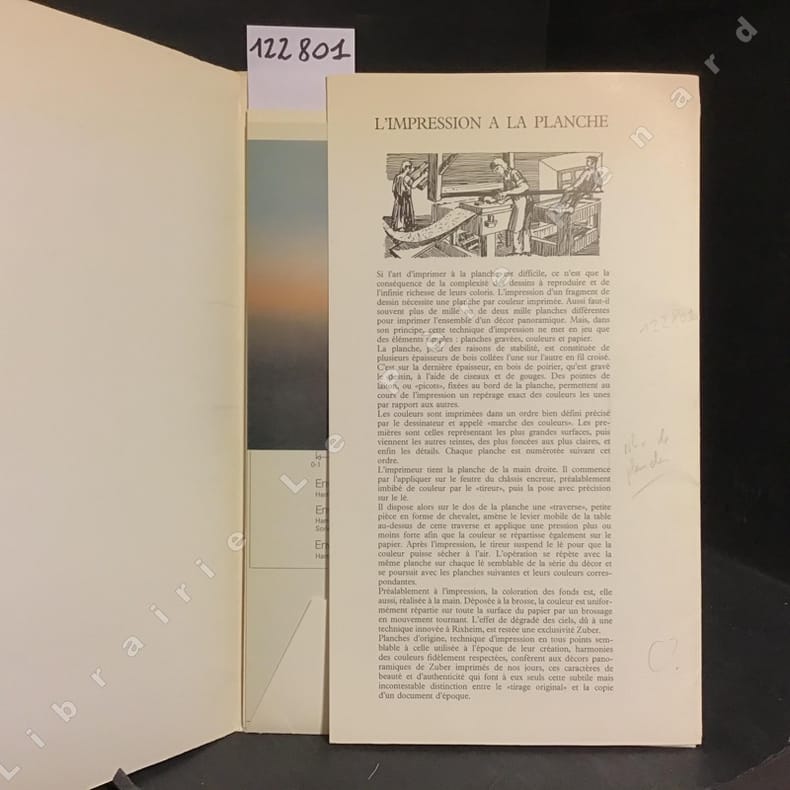 122801
L'IMPRESSION A LA PLANCHE
Si l'art d'imprimer à la planche est difficile, ce n'est que la
conséquence de la complexité des dessins à reproduire et de
l'infinie richesse de leurs coloris. L'impression d'un fragment de
dessin nécessite une planche par couleur imprimée. Aussi faut-il
souvent plus de mille ou de deux mille planches différentes
pour imprimer l'ensemble d'un décor panoramique. Mais, dans
son principe, cette technique d'impression ne met en jeu que
des éléments simples : planches gravées, couleurs et papier.
La planche, pour des raisons de stabilité, est constituée de
plusieurs épaisseurs de bois collées l'une sur l'autre en fil croisé.
C'est sur la dernière épaisseur, en bois de poirier, qu'est gravé
le dessin, à l'aide de ciseaux et de gouges. Des pointes de
laiton, ou «picots», fixées au bord de la planche, permettent au
cours de l'impression un repérage exact des couleurs les unes
par rapport aux autres.
Les couleurs sont imprimées dans un ordre bien défini précisé
par le dessinateur et appelé «marche des couleurs». Les pre-
mières sont celles représentant les plus grandes surfaces, puis
viennent les autres teintes, des plus foncées aux plus claires, et
enfin les détails. Chaque planche est numérotée suivant cet
ordre.
L'imprimeur tient la planche de la main droite. Il commence
par l'appliquer sur le feutre du châssis encreur, préalablement
imbibé de couleur par le «tireur», puis la pose avec précision
sur le lé.
Il dispose alors sur le dos de la planche une «traverse», petite
pièce en forme de chevalet, amène le levier mobile de la table
au-dessus de cette traverse et applique une pression plus ou
moins forte afin que la couleur se répartisse également sur le
papier. Après l'impression, le tireur suspend le lé pour que la
couleur puisse sécher à l'air. L'opération se répète avec la
même planche sur chaque lé semblable de la série du décor et
se poursuit avec les planches suivantes et leurs couleurs corres-
pondantes.
Préalablement à l'impression, la coloration des fonds est, elle
aussi, réalisée à la main. Déposée à la brosse, la couleur est unifor-
mément répartie sur toute la surface du papier par un brossage
en mouvement tournant. L'effet de dégradé des ciels, dû à une
technique innovée à Rixheim, est restée une exclusivité Zuber.
Planches d'origine, technique d'impression en tous points sem-
blable à celle utilisée à l'époque de leur création, harmonies
des couleurs fidèlement respectées, confèrent aux décors pano-
ramiques de Zuber imprimés de nos jours, ces caractères de
beauté et d'authenticité qui font à eux seuls cette subtile mais
incontestable distinction entre le «tirage original» et la copie
d'un document d'époque.
122801
C?
0-1
Librairie Le Renard